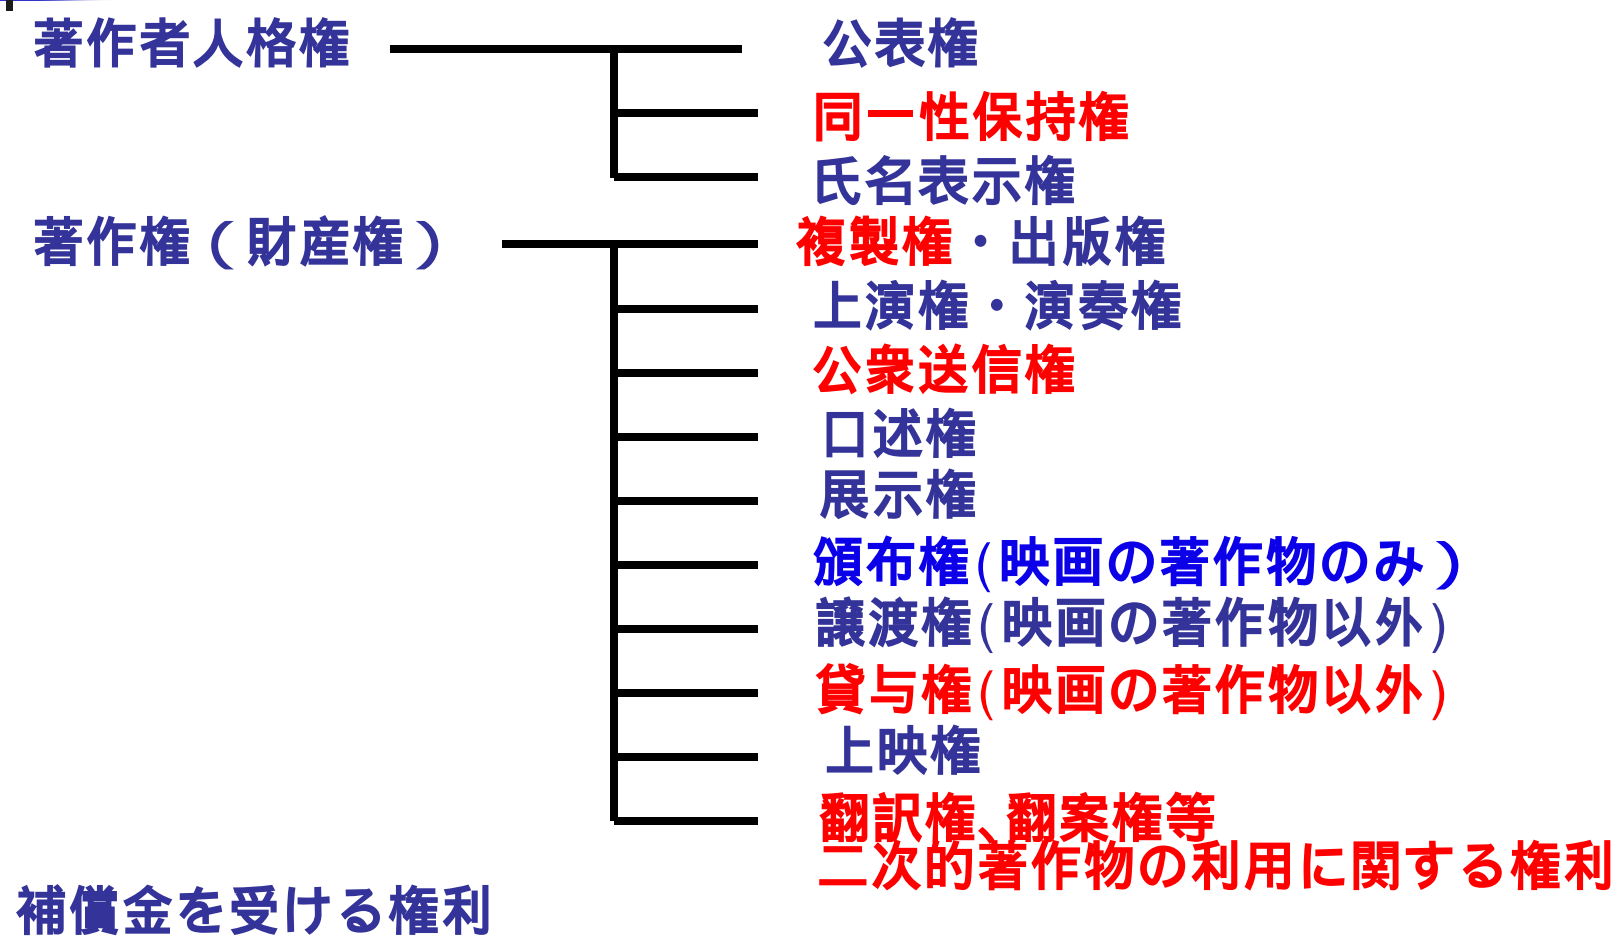 著作者人格権 公表権
同一性保持権
氏名表示権
著作権(財産権) 複製権・出版権
上演権・演奏権
公衆送信権
口述権
展示権
頒布権(映画の著作物のみ)
譲渡権(映画の著作物以外)
貸与権(映画の著作物以外)
上映権
翻訳権、翻案権等
二次的著作物の利用に関する権利
補償金を受ける権利